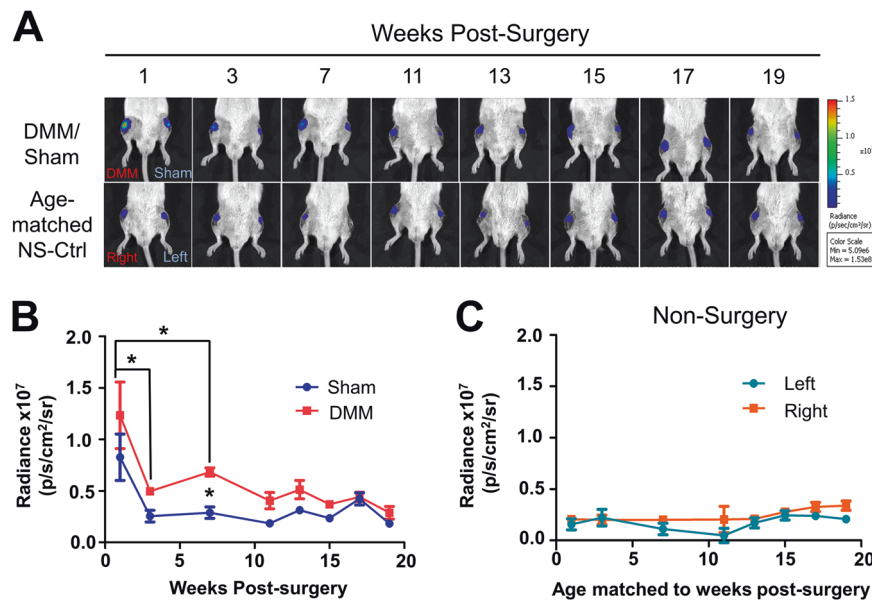 A
Weeks Post-Surgery
1 3 7 11 13 15 17 19
DMM/
Sham
DMM Sham
Age-
matched
NS-Ctrl
Right Left
1.5
1.0
0.5
Radiance
(p/sec/cm²/sr)
Color Scale
Min = 5.09e6
Max = 1.53e8
B
Radiance x10⁷
(p/s/cm²/sr)
2.0
1.5
1.0
0.5
0.0
*
*
*
Sham
DMM
0 5 10 15 20
Weeks Post-surgery
C
Non-Surgery
Radiance x10⁷
(p/s/cm²/sr)
2.0
1.5
1.0
0.5
0.0
Left
Right
0 5 10 15 20
Age matched to weeks post-surgery